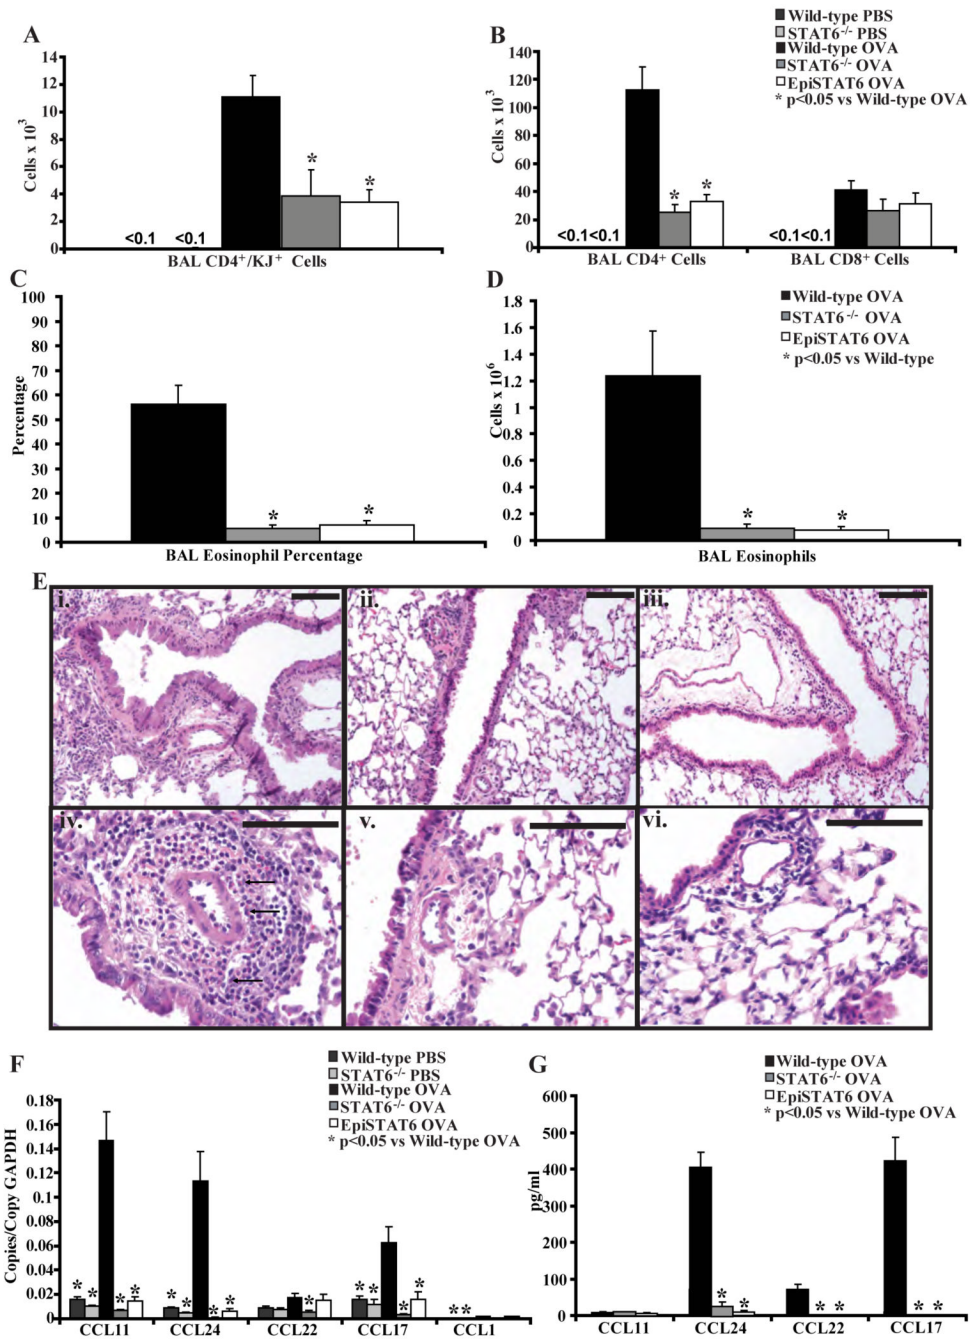 A
14
12
10
8
6
4
2
0
Cells x 10³
<0.1 <0.1
* *
BAL CD4⁺/KJ⁺ Cells
B
Wild-type PBS
STAT6⁻/⁻ PBS
Wild-type OVA
STAT6⁻/⁻ OVA
EpiSTAT6 OVA
* p<0.05 vs Wild-type OVA
140
120
100
80
60
40
20
0
Cells x 10³
* *
<0.1 <0.1 <0.1 <0.1
BAL CD4⁺ Cells BAL CD8⁺ Cells
C
100
90
80
70
60
50
40
30
20
10
0
Percentage
* *
BAL Eosinophil Percentage
D
Wild-type OVA
STAT6⁻/⁻ OVA
EpiSTAT6 OVA
* p<0.05 vs Wild-type
1.8
1.6
1.4
1.2
1
0.8
0.6
0.4
0.2
0
Cells x 10⁶
* *
BAL Eosinophils
E
i. ii. iii.
iv. v. vi.
F
Wild-type PBS
STAT6⁻/⁻ PBS
Wild-type OVA
STAT6⁻/⁻ OVA
EpiSTAT6 OVA
* p<0.05 vs Wild-type OVA
0.18
0.16
0.14
0.12
0.1
0.08
0.06
0.04
0.02
0
Copies/Copy GAPDH
* * * * * * * * * * * * * * *
CCL11 CCL24 CCL22 CCL17 CCL1
G
Wild-type OVA
STAT6⁻/⁻ OVA
EpiSTAT6 OVA
* p<0.05 vs Wild-type OVA
600
500
400
300
200
100
0
pg/ml
* * * * * *
CCL11 CCL24 CCL22 CCL17